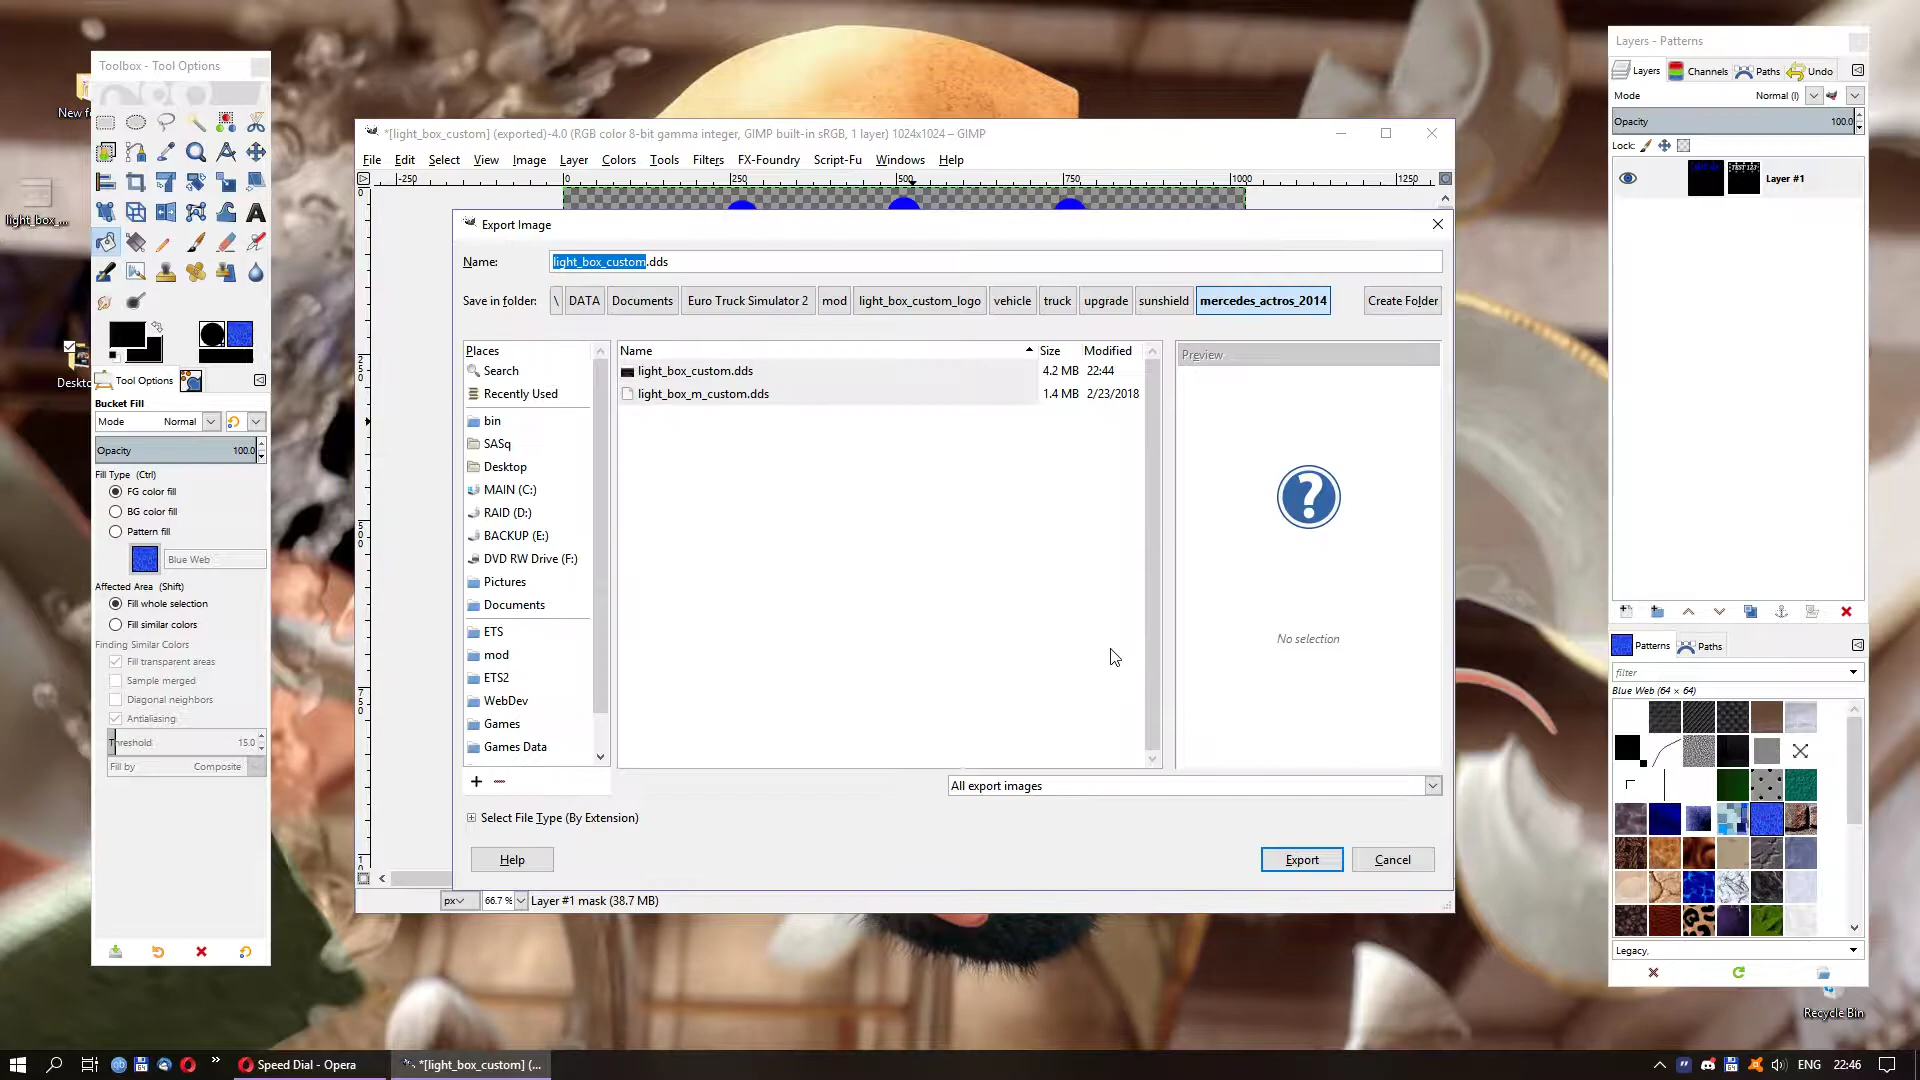 Toolbox - Tool Options
Tool Options
Bucket Fill
Mode Normal
Opacity 100.0
Fill Type (Ctrl)
FG color fill
BG color fill
Pattern fill
Blue Web
Affected Area (Shift)
Fill whole selection
Fill similar colors
Finding Similar Colors
Fill transparent areas
Sample merged
Diagonal neighbors
Antialiasing
Threshold 15.0
Fill by Composite
New f
light_box_...
Deskto
*[light_box_custom] (exported)-4.0 (RGB color 8-bit gamma integer, GIMP built-in sRGB, 1 layer) 1024x1024 – GIMP
File Edit Select View Image Layer Colors Tools Filters FX-Foundry Script-Fu Windows Help
-250 0 250 500 750 1000 1250
Export Image
Name: light_box_custom.dds
Save in folder: \ DATA Documents Euro Truck Simulator 2 mod light_box_custom_logo vehicle truck upgrade sunshield mercedes_actros_2014 Create Folder
Places
Search
Recently Used
bin
SASq
Desktop
MAIN (C:)
RAID (D:)
BACKUP (E:)
DVD RW Drive (F:)
Pictures
Documents
ETS
mod
ETS2
WebDev
Games
Games Data
Name Size Modified
light_box_custom.dds 4.2 MB 22:44
light_box_m_custom.dds 1.4 MB 2/23/2018
Preview
No selection
All export images
Select File Type (By Extension)
Help Export Cancel
px 66.7 % Layer #1 mask (38.7 MB)
Layers - Patterns
Layers Channels Paths Undo
Mode Normal (l)
Opacity 100.0
Lock:
Layer #1
Patterns Paths
filter
Blue Web (64 × 64)
Legacy,
Recycle Bin
Speed Dial - Opera
*[light_box_custom] (...
ENG 22:46